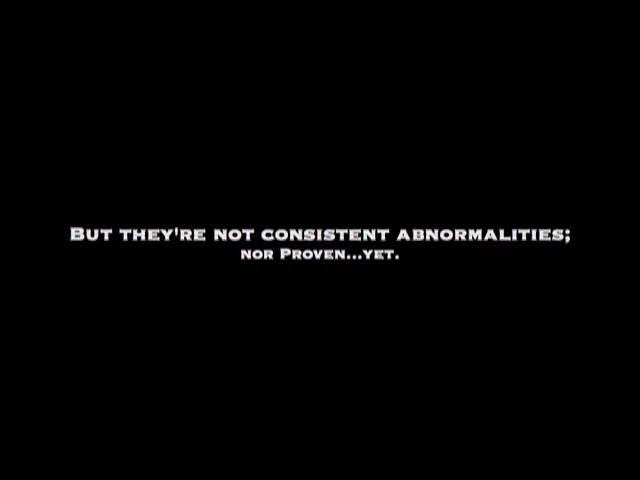 But they're not consistent abnormalities;
nor Proven...yet.